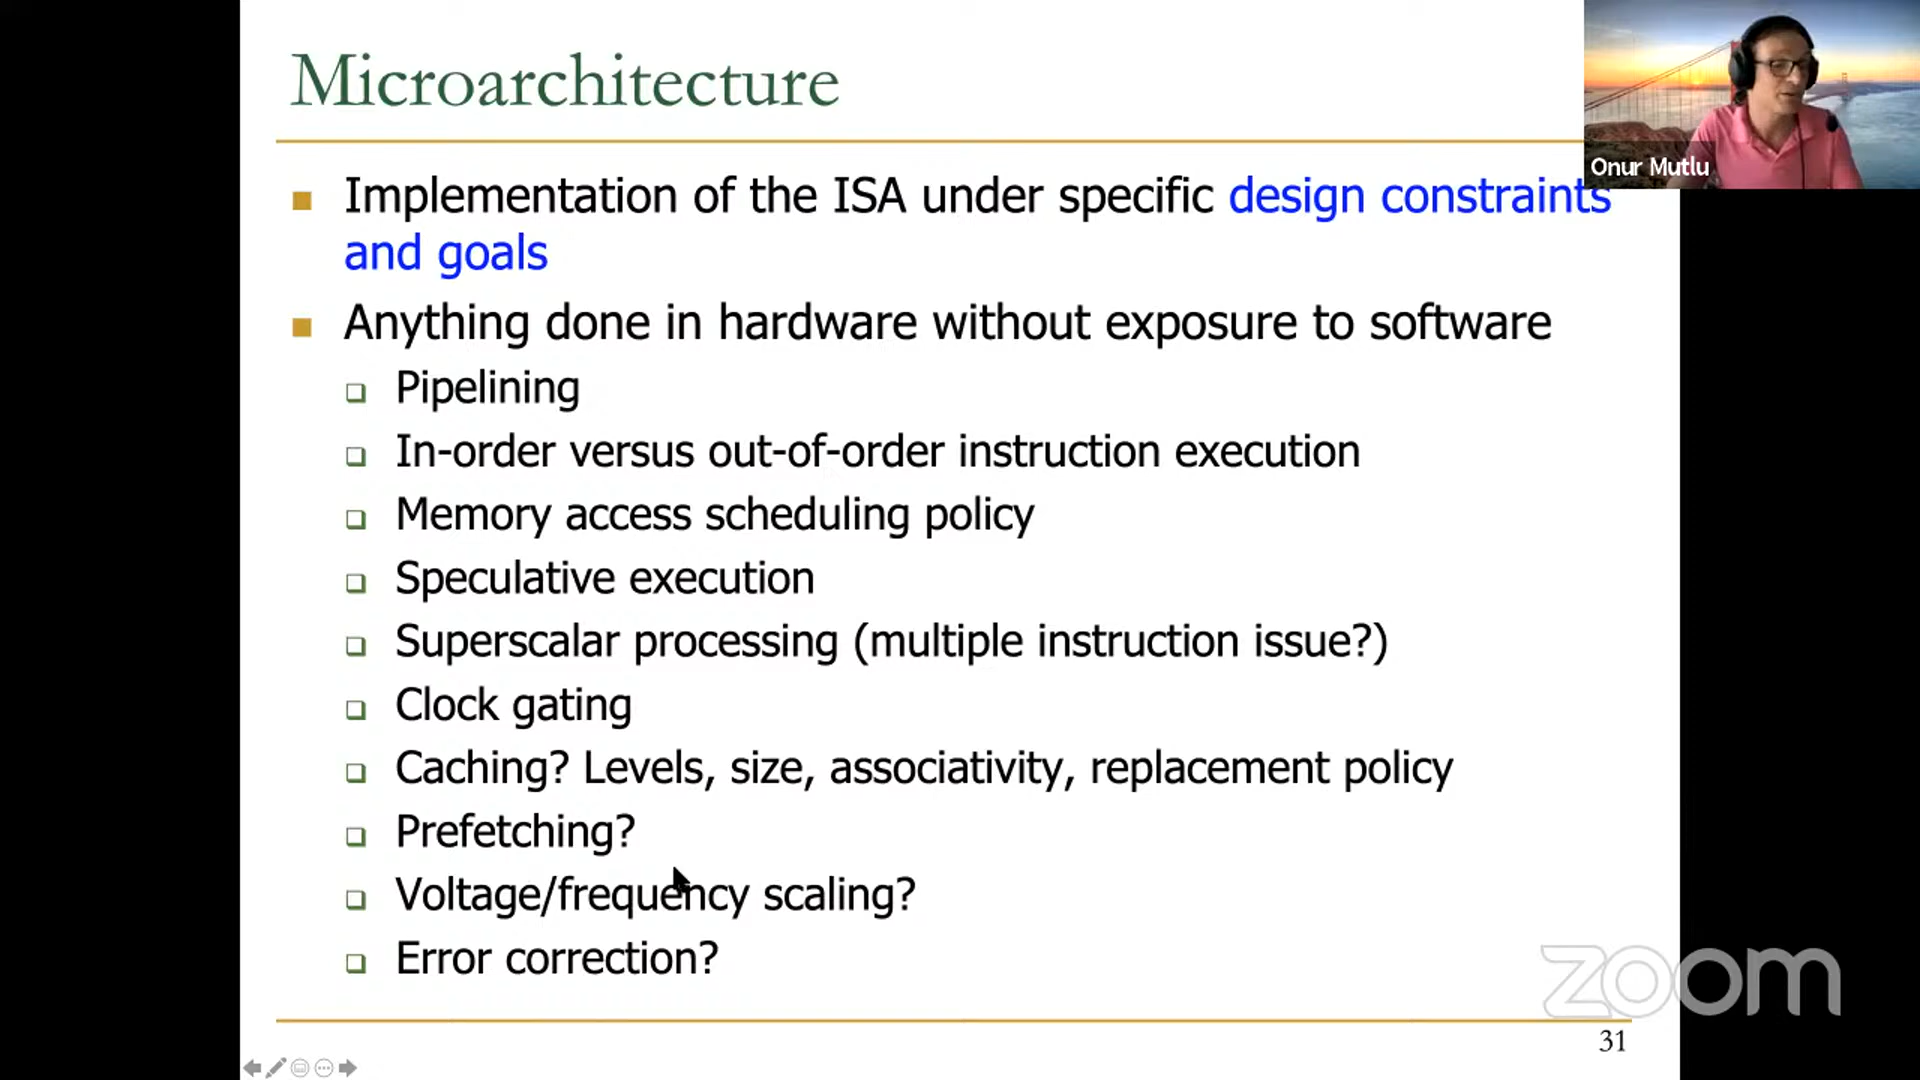 Microarchitecture
Onur Mutlu
Implementation of the ISA under specific design constraints
and goals
Anything done in hardware without exposure to software
Pipelining
In-order versus out-of-order instruction execution
Memory access scheduling policy
Speculative execution
Superscalar processing (multiple instruction issue?)
Clock gating
Caching? Levels, size, associativity, replacement policy
Prefetching?
Voltage/frequency scaling?
Error correction?
zoom
31